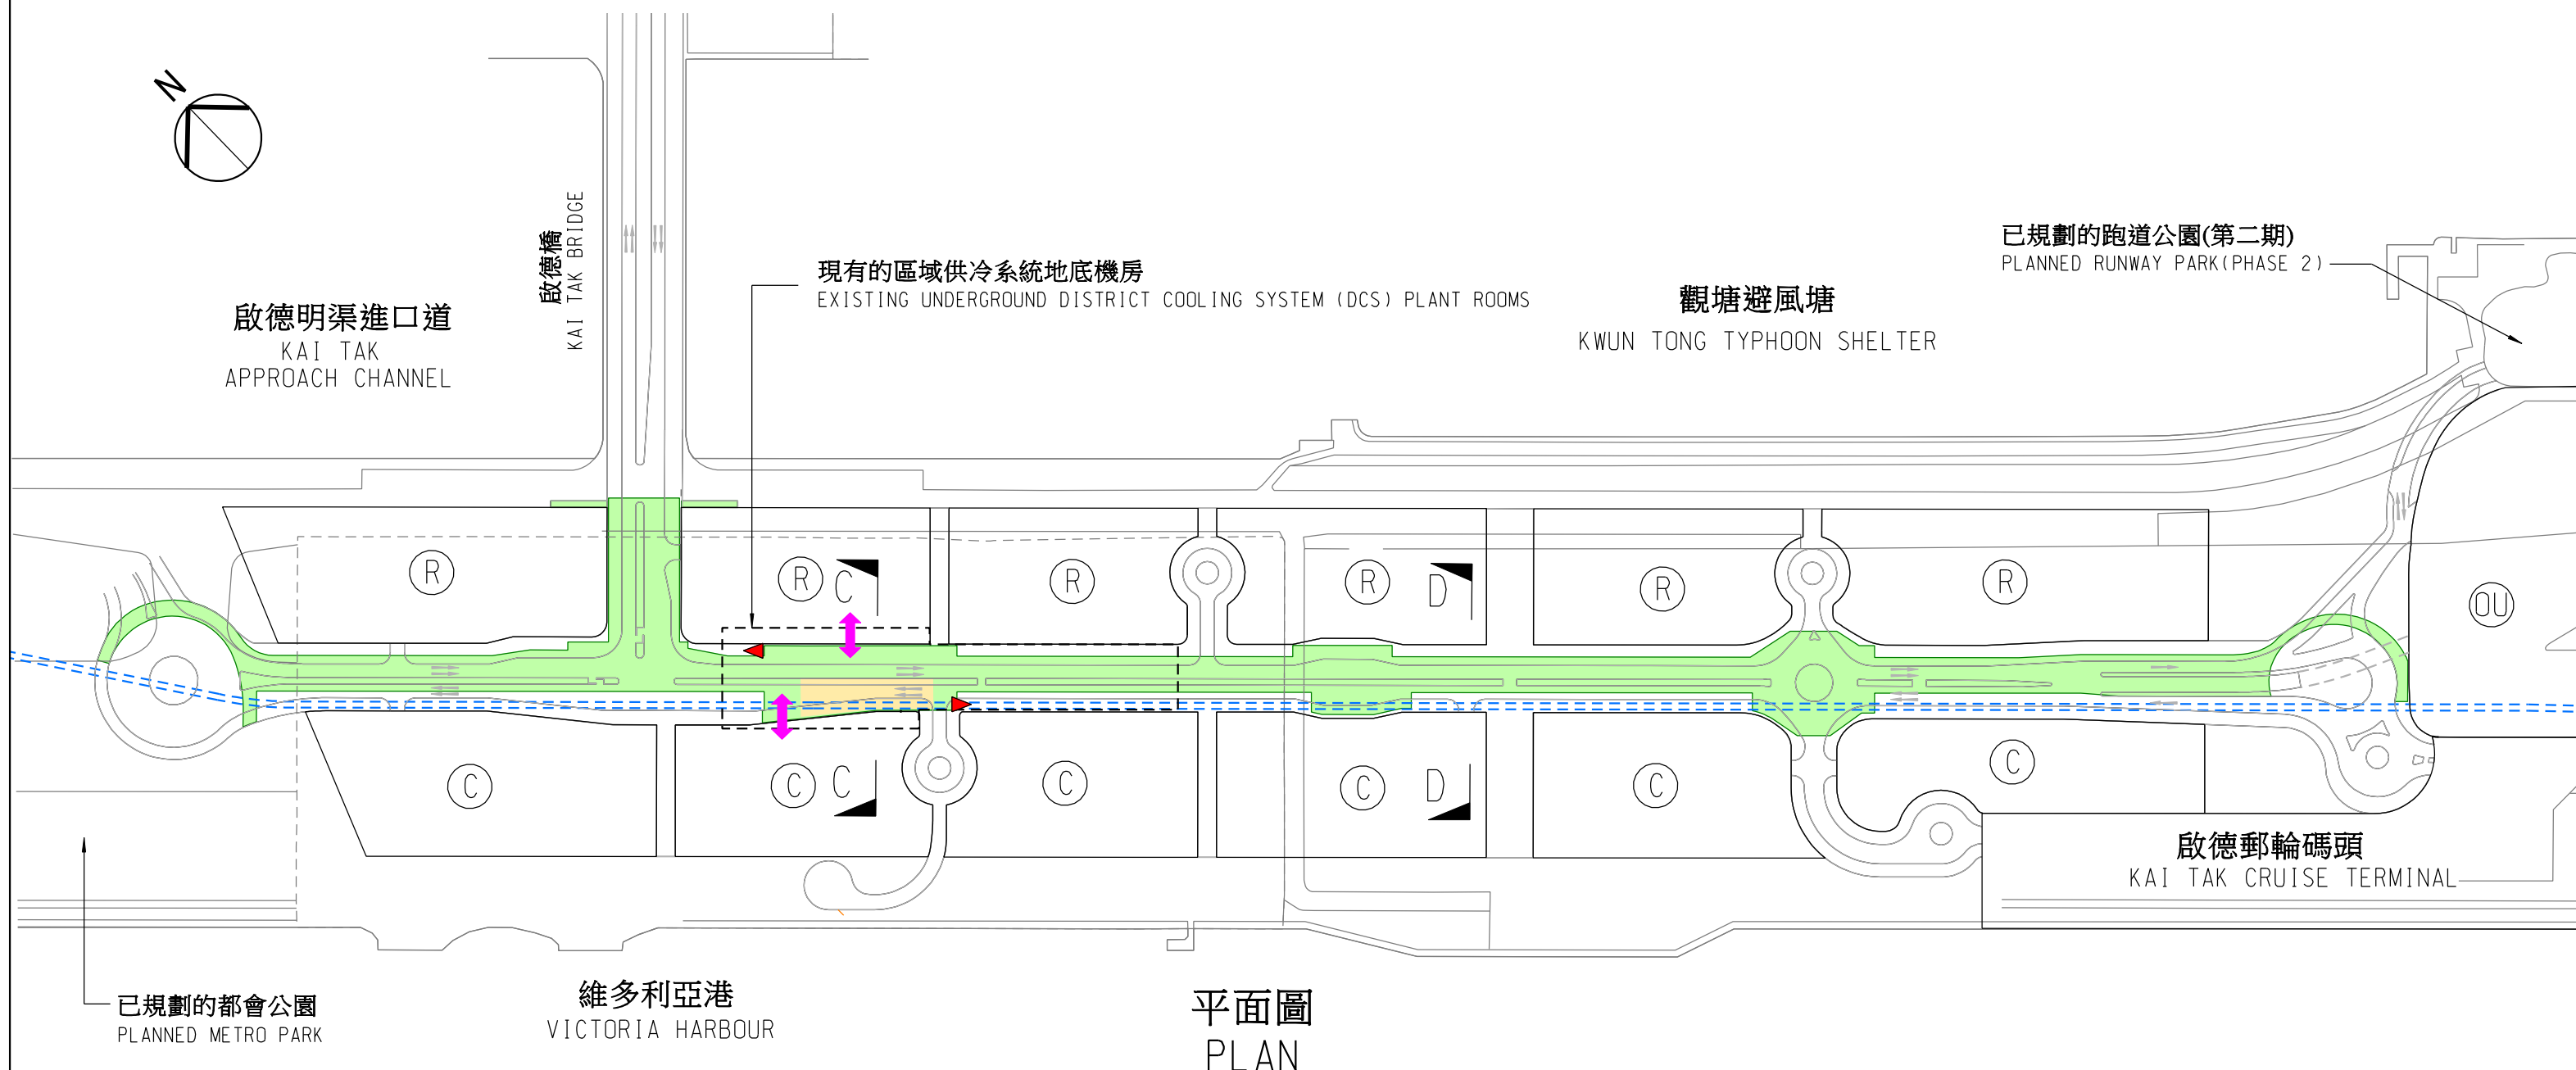 N
啟德橋
KAI TAK BRIDGE
已規劃的跑道公園(第二期)
PLANNED RUNWAY PARK(PHASE 2)
現有的區域供冷系統地底機房
EXISTING UNDERGROUND DISTRICT COOLING SYSTEM (DCS) PLANT ROOMS
觀塘避風塘
KWUN TONG TYPHOON SHELTER
啟德明渠進口道
KAI TAK
APPROACH CHANNEL
R
R
C
R
R
D
R
R
OU
C
C
C
C
C
D
C
C
啟德郵輪碼頭
KAI TAK CRUISE TERMINAL
已規劃的都會公園
PLANNED METRO PARK
維多利亞港
VICTORIA HARBOUR
平面圖
PLAN